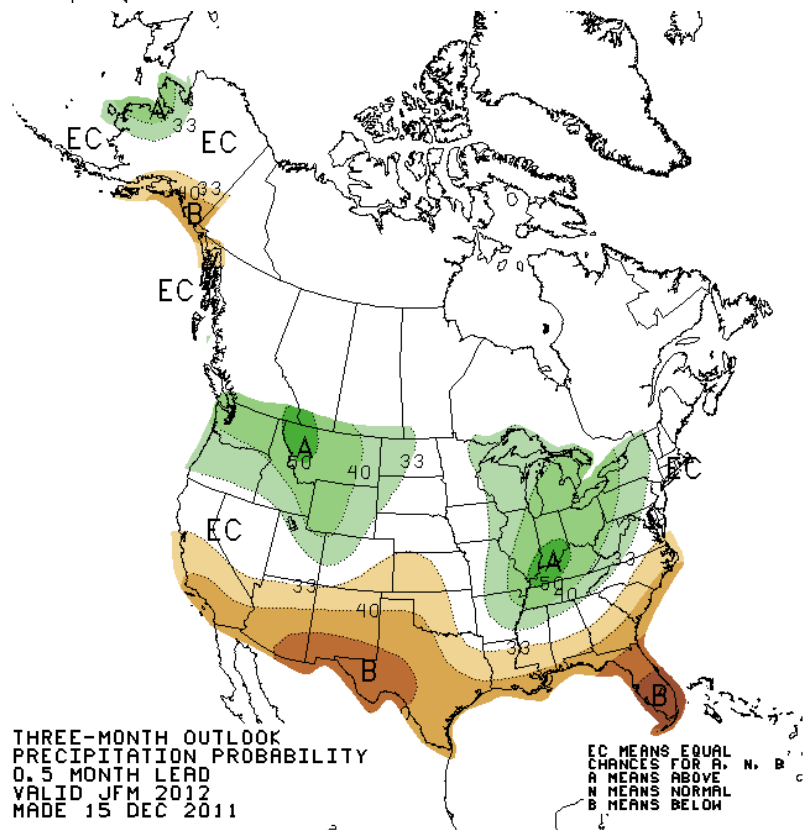 A
33
EC
EC
40
33
B
EC
A
50
40
33
EC
EC
A
50
40
33
33
40
33
B
B
THREE-MONTH OUTLOOK
PRECIPITATION PROBABILITY
0.5 MONTH LEAD
VALID JFM 2012
MADE 15 DEC 2011
EC MEANS EQUAL
CHANCES FOR A, N, B
A MEANS ABOVE
N MEANS NORMAL
B MEANS BELOW